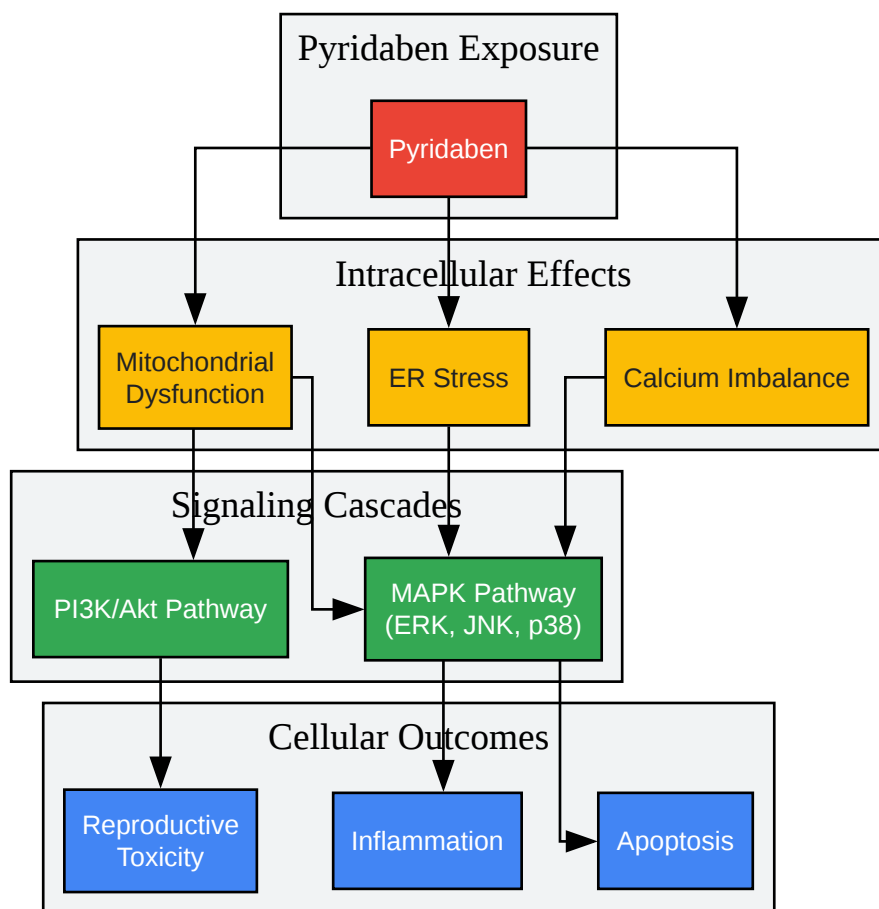 Pyridaben Exposure
Pyridaben
Intracellular Effects
Mitochondrial
Dysfunction
ER Stress
Calcium Imbalance
Signaling Cascades
PI3K/Akt Pathway
MAPK Pathway
(ERK, JNK, p38)
Cellular Outcomes
Reproductive
Toxicity
Inflammation
Apoptosis